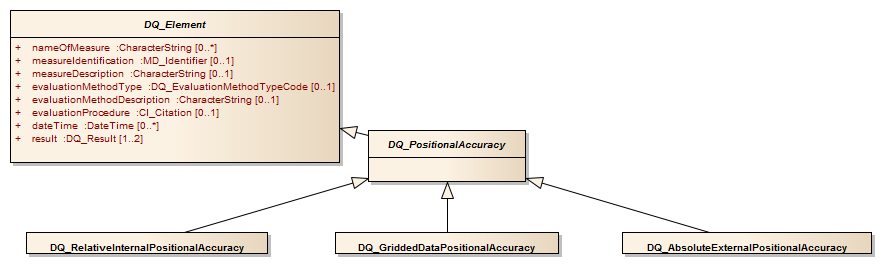 DQ_Element
+ nameOfMeasure :CharacterString [0..*]
+ measureIdentification :MD_Identifier [0..1]
+ measureDescription :CharacterString [0..1]
+ evaluationMethodType :DQ_EvaluationMethodTypeCode [0..1]
+ evaluationMethodDescription :CharacterString [0..1]
+ evaluationProcedure :CI_Citation [0..1]
+ dateTime :DateTime [0..*]
+ result :DQ_Result [1..2]
DQ_PositionalAccuracy
DQ_RelativeInternalPositionalAccuracy
DQ_GriddedDataPositionalAccuracy
DQ_AbsoluteExternalPositionalAccuracy